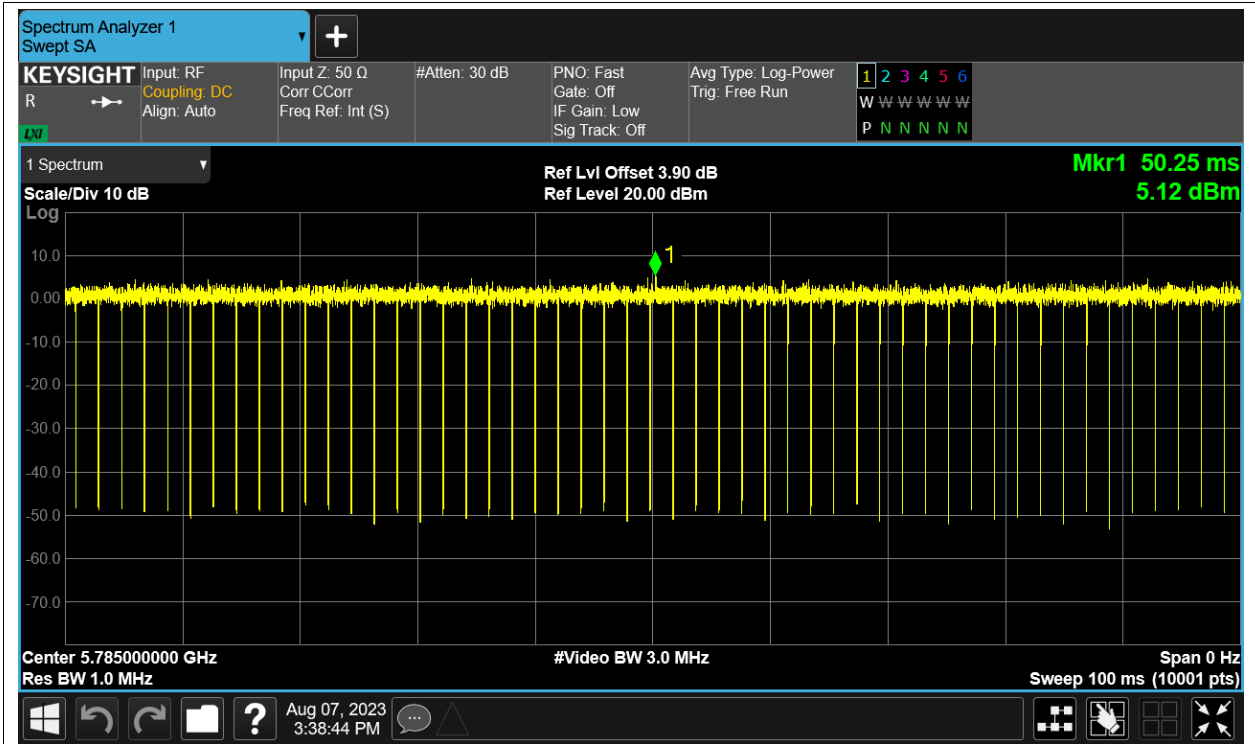 Spectrum Analyzer 1
Swept SA
KEYSIGHT
R
LXI
Input: RF
Coupling: DC
Align: Auto
Input Z: 50 Ω
Corr CCorr
Freq Ref: Int (S)
#Atten: 30 dB
PNO: Fast
Gate: Off
IF Gain: Low
Sig Track: Off
Avg Type: Log-Power
Trig: Free Run
1 2 3 4 5 6
W W W W W W
P N N N N N
1 Spectrum
Scale/Div 10 dB
Log
Ref Lvl Offset 3.90 dB
Ref Level 20.00 dBm
Mkr1 50.25 ms
5.12 dBm
1
10.0
0.00
-10.0
-20.0
-30.0
-40.0
-50.0
-60.0
-70.0
Center 5.785000000 GHz
Res BW 1.0 MHz
#Video BW 3.0 MHz
Span 0 Hz
Sweep 100 ms (10001 pts)
?
Aug 07, 2023
3:38:44 PM